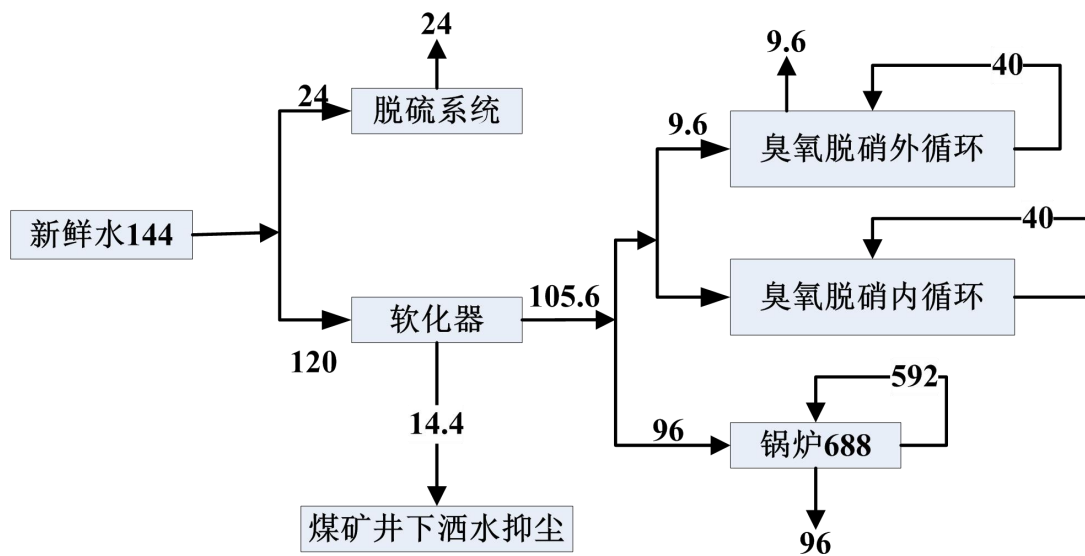 24
9.6
40
24
脱硫系统
9.6
臭氧脱硝外循环
新鲜水144
40
臭氧脱硝内循环
105.6
软化器
120
592
14.4
96
锅炉688
煤矿井下洒水抑尘
96